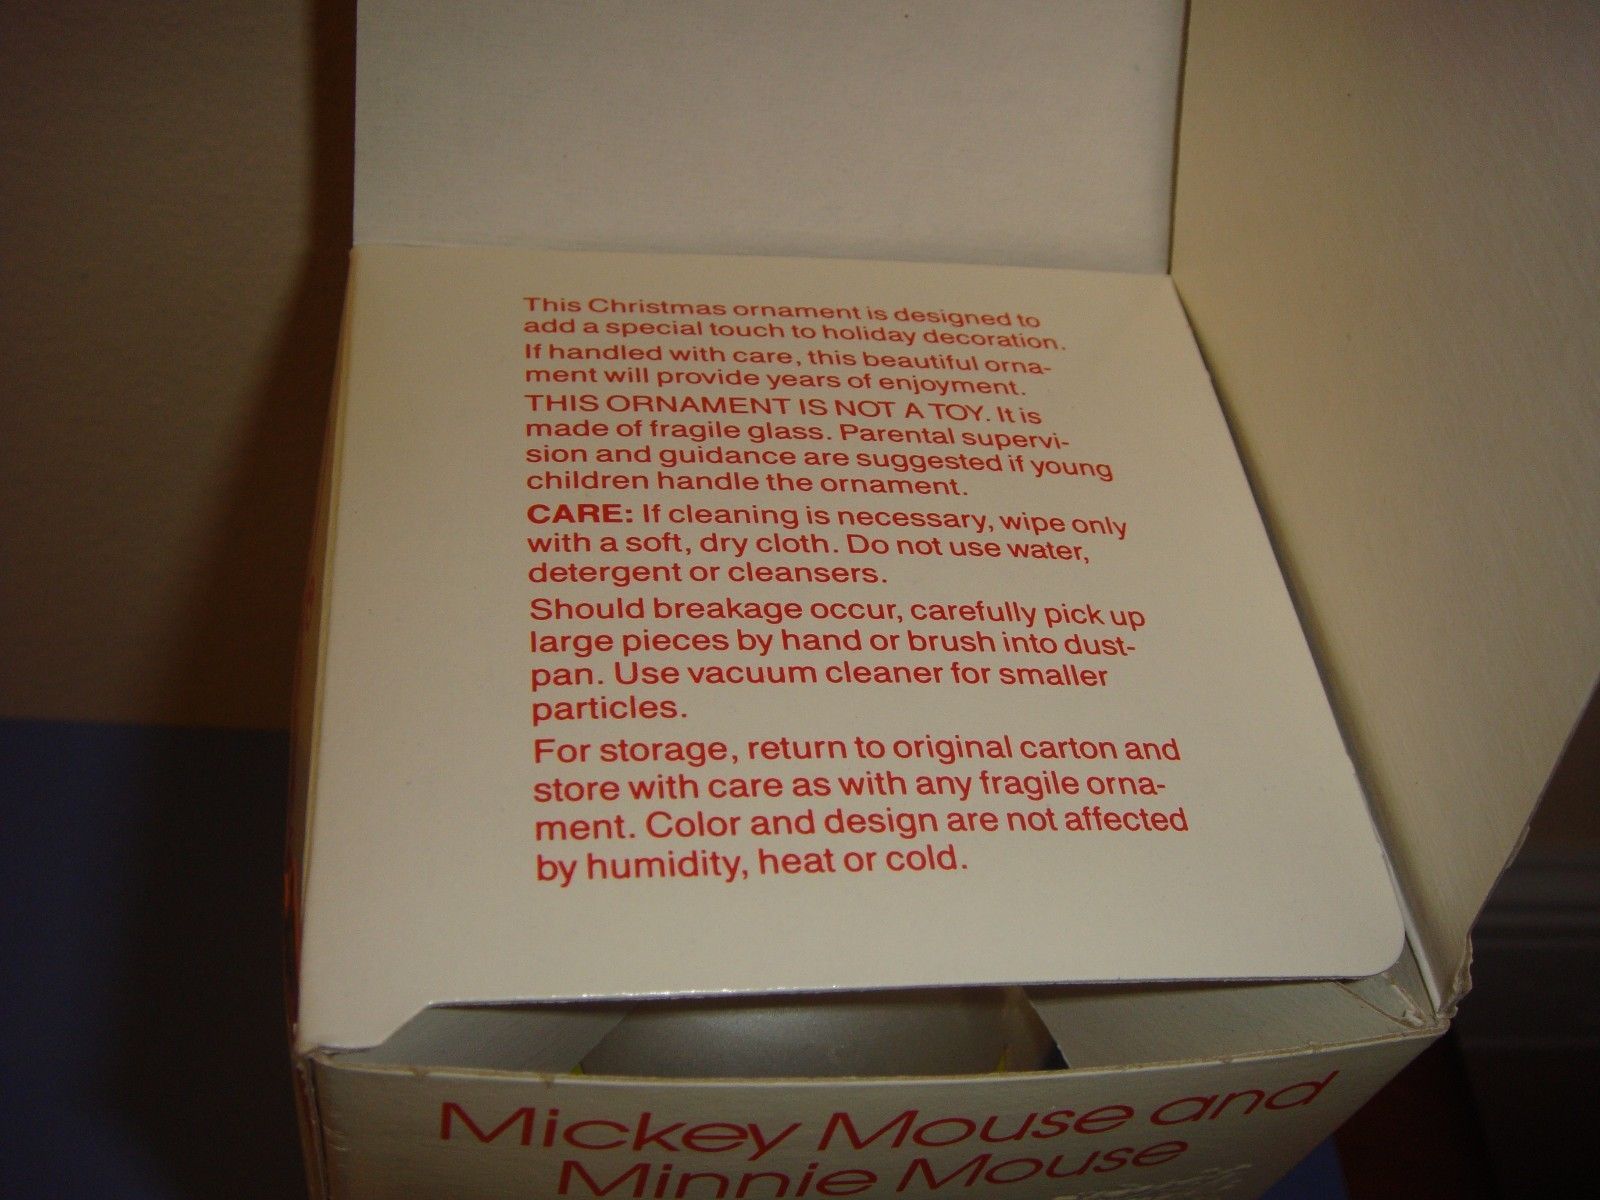 This Christmas ornament is designed to
add a special touch to holiday decoration.
If handled with care, this beautiful orna-
ment will provide years of enjoyment.
THIS ORNAMENT IS NOT A TOY. It is
made of fragile glass. Parental supervi-
sion and guidance are suggested if young
children handle the ornament.
CARE: If cleaning is necessary, wipe only
with a soft, dry cloth. Do not use water,
detergent or cleansers.
Should breakage occur, carefully pick up
large pieces by hand or brush into dust-
pan. Use vacuum cleaner for smaller
particles.
For storage, return to original carton and
store with care as with any fragile orna-
ment. Color and design are not affected
by humidity, heat or cold.
Mickey Mouse and
Minnie Mouse